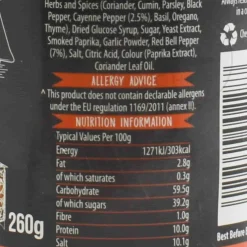 Herbs and Spices (Coriander, Cumin, Parsley, Black
Pepper, Cayenne Pepper (2.5%), Basil, Oregano,
Thyme), Dried Glucose Syrup, Sugar, Yeast Extract,
Smoked Paprika, Garlic Powder, Red Bell Pepper
(7%), Salt, Citric Acid, Colour (Paprika Extract),
Coriander Leaf Oil.
ALLERGY ADVICE
^This product does not contain declarable allergens
under the EU regulation 1169/2011 (annex II).
NUTRITION INFORMATION
Typical Values Per 100g
Energy 1271kJ/303kcal
Fat 2.8g
of which saturates 0.3g
Carbohydrate 59.5g
of which sugars 39.2g
Fibre 1.0g
Protein 10.0g
Salt 0.1g
260g
Always
in a c
Che
Best Before